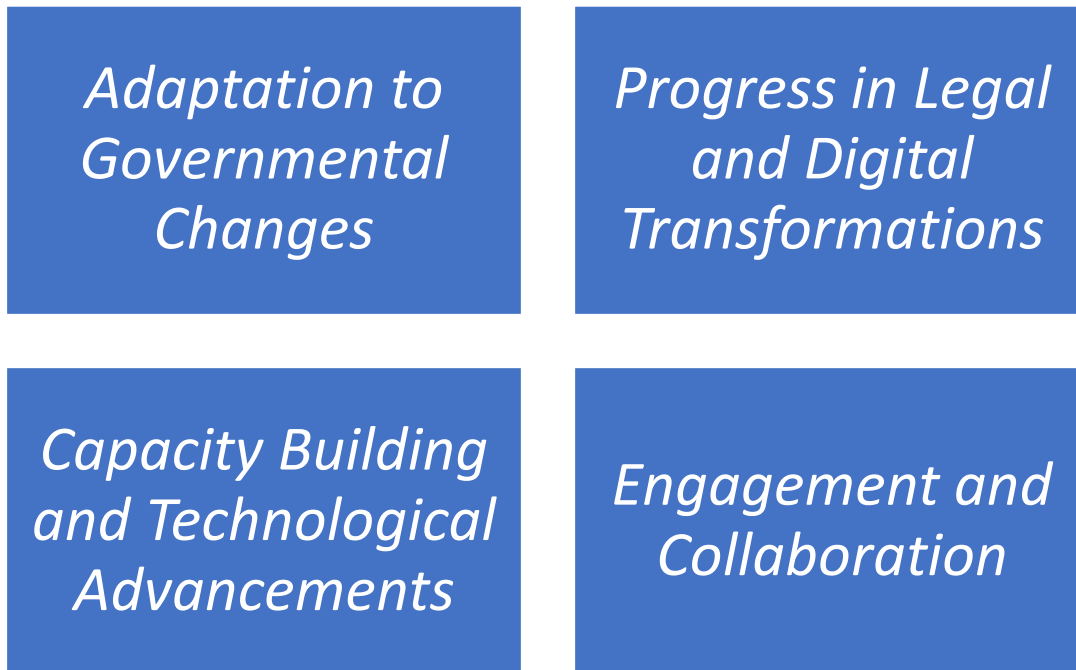 Adaptation to
Governmental
Changes
Progress in Legal
and Digital
Transformations
Capacity Building
and Technological
Advancements
Engagement and
Collaboration